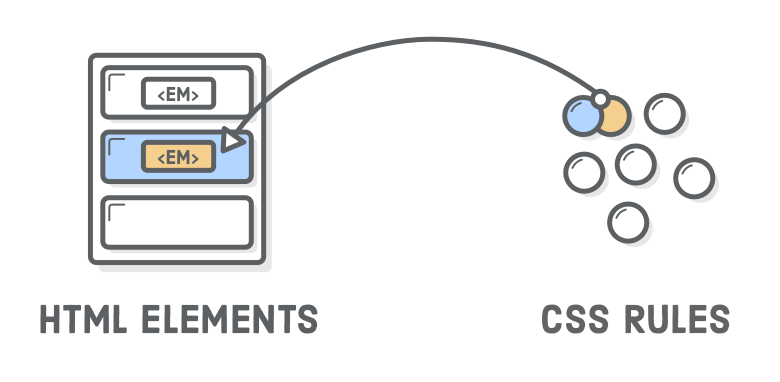 <EM>
<EM>
HTML ELEMENTS
CSS RULES